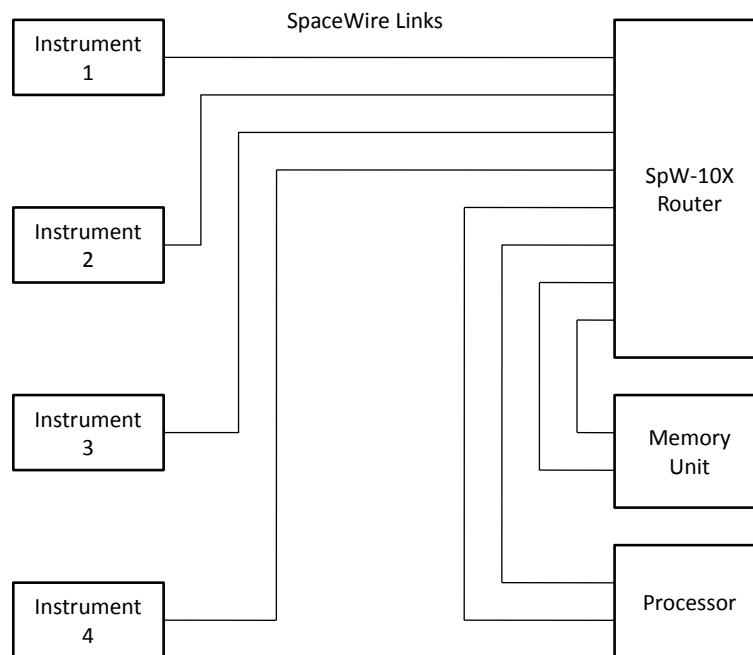 SpaceWire Links
Instrument
1
SpW-10X
Router
Instrument
2
Instrument
3
Memory
Unit
Instrument
4
Processor